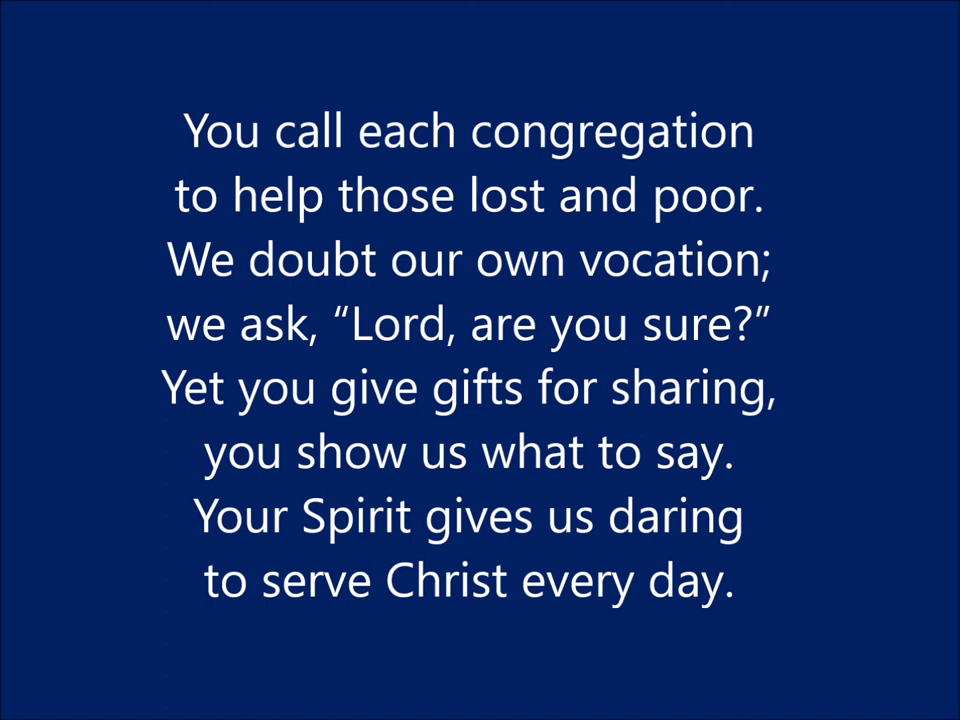 You call each congregation
to help those lost and poor.
We doubt our own vocation;
we ask, “Lord, are you sure?”
Yet you give gifts for sharing,
you show us what to say.
Your Spirit gives us daring
to serve Christ every day.